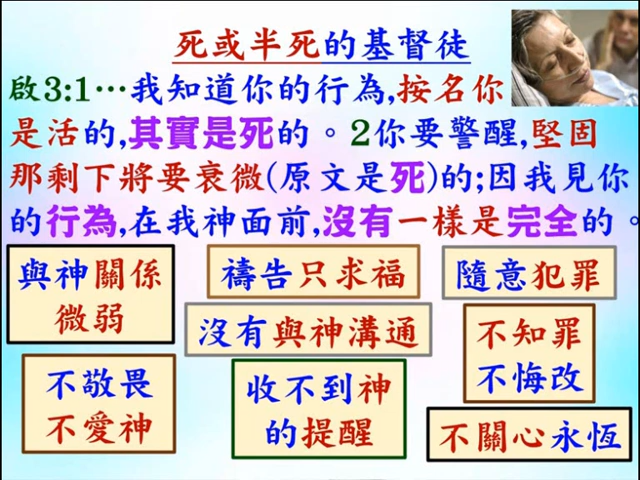 死或半死的基督徒
啟3:1…我知道你的行為,按名你
是活的,其實是死的。2你要警醒,堅固
那剩下將要衰微(原文是死)的;因我見你
的行為,在我神面前,沒有一樣是完全的。
與神關係
微弱
禱告只求福
隨意犯罪
沒有與神溝通
不知罪
不悔改
不敬畏
不愛神
收不到神
的提醒
不關心永恆